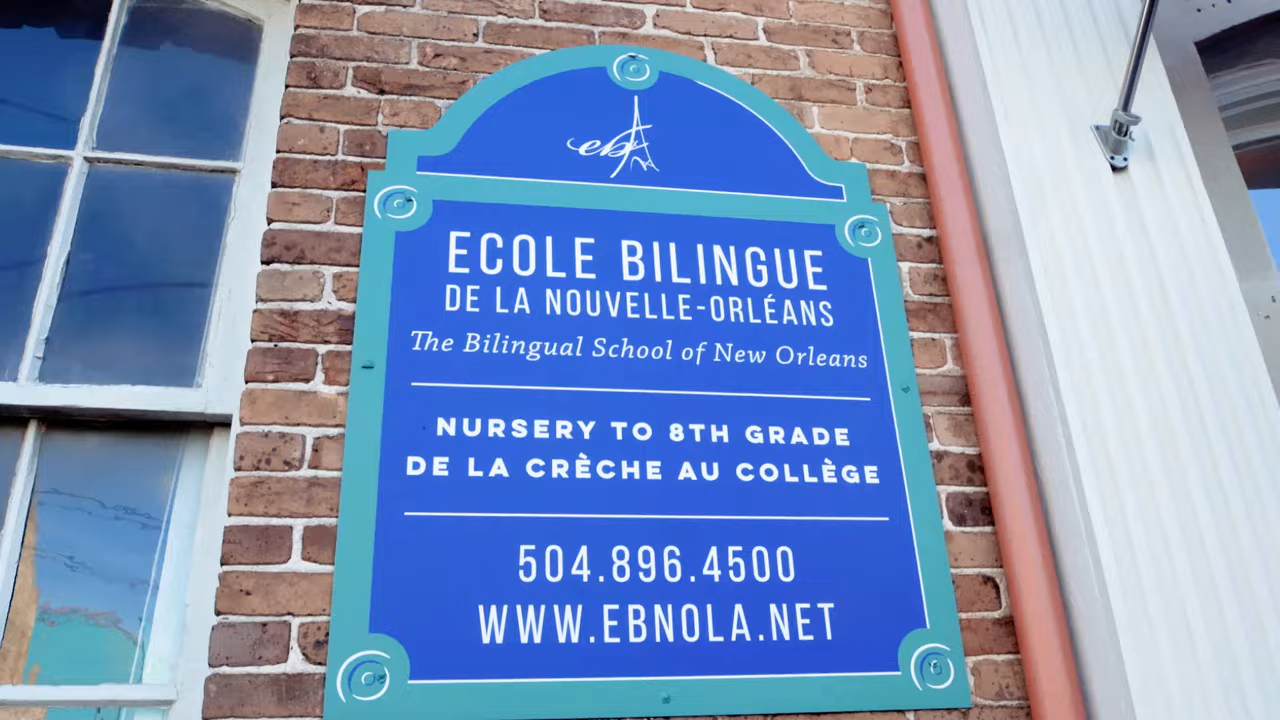 eb
ECOLE BILINGUE
DE LA NOUVELLE-ORLÉANS
The Bilingual School of New Orleans
NURSERY TO 8TH GRADE
DE LA CRÈCHE AU COLLÈGE
504.896.4500
WWW.EBNOLA.NET